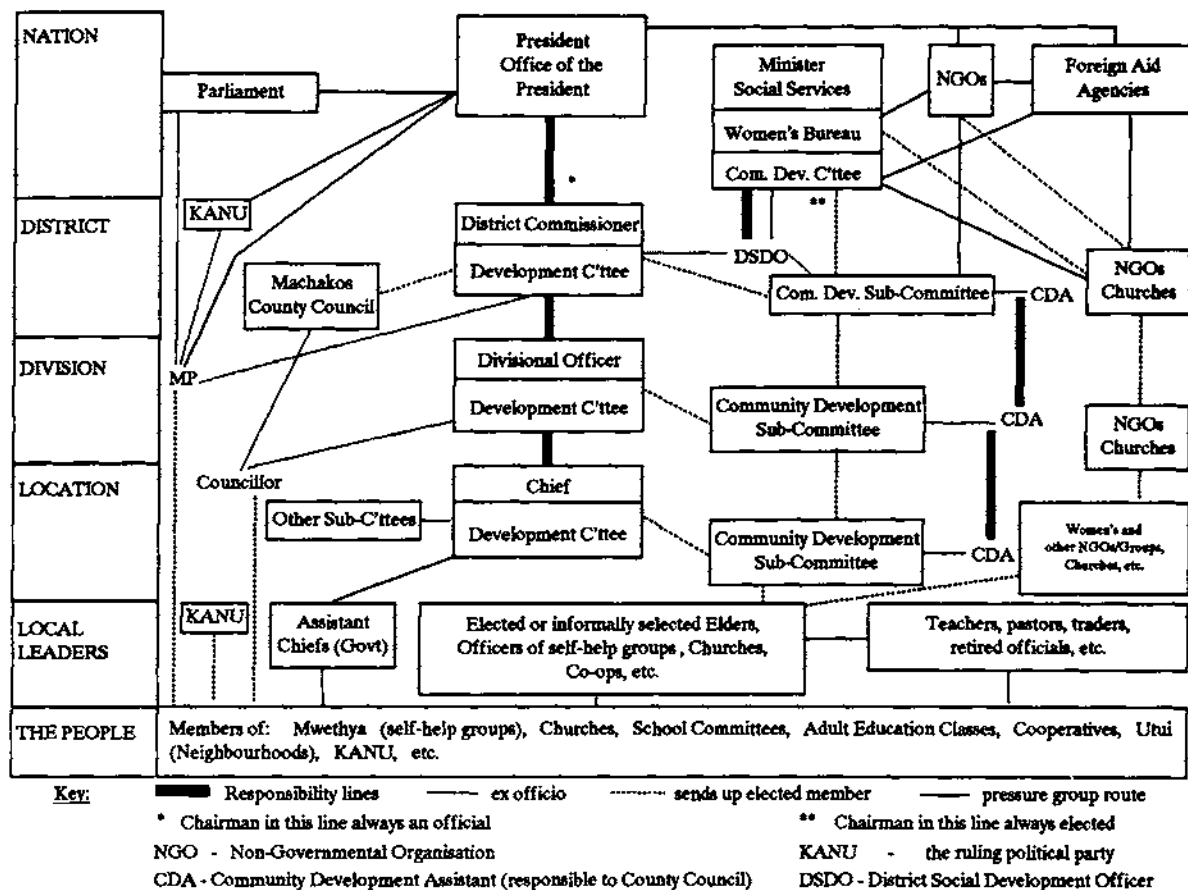 NATION
President
Office of the
President
Parliament
Minister
Social Services
Women's Bureau
Com. Dev. C'ttee
NGOs
Foreign Aid
Agencies
*
**
DISTRICT
KANU
District Commissioner
Development C'ttee
Machakos
County Council
DSDO
Com. Dev. Sub-Committee
CDA
NGOs
Churches
DIVISION
MP
Divisional Officer
Development C'ttee
Community Development
Sub-Committee
CDA
NGOs
Churches
LOCATION
Councillor
Chief
Development C'ttee
Other Sub-C'ttees
Community Development
Sub-Committee
CDA
Women's and
other NGOs/Groups,
Churches, etc.
LOCAL
LEADERS
KANU
Assistant
Chiefs (Govt)
Elected or informally selected Elders,
Officers of self-help groups , Churches,
Co-ops, etc.
Teachers, pastors, traders,
retired officials, etc.
THE PEOPLE
Members of: Mwethya (self-help groups), Churches, School Committees, Adult Education Classes, Cooperatives, Utui
(Neighbourhoods), KANU, etc.
Key: Responsibility lines ex officio sends up elected member pressure group route
* Chairman in this line always an official ** Chairman in this line always elected
NGO - Non-Governmental Organisation KANU - the ruling political party
CDA - Community Development Assistant (responsible to County Council) DSDO - District Social Development Officer